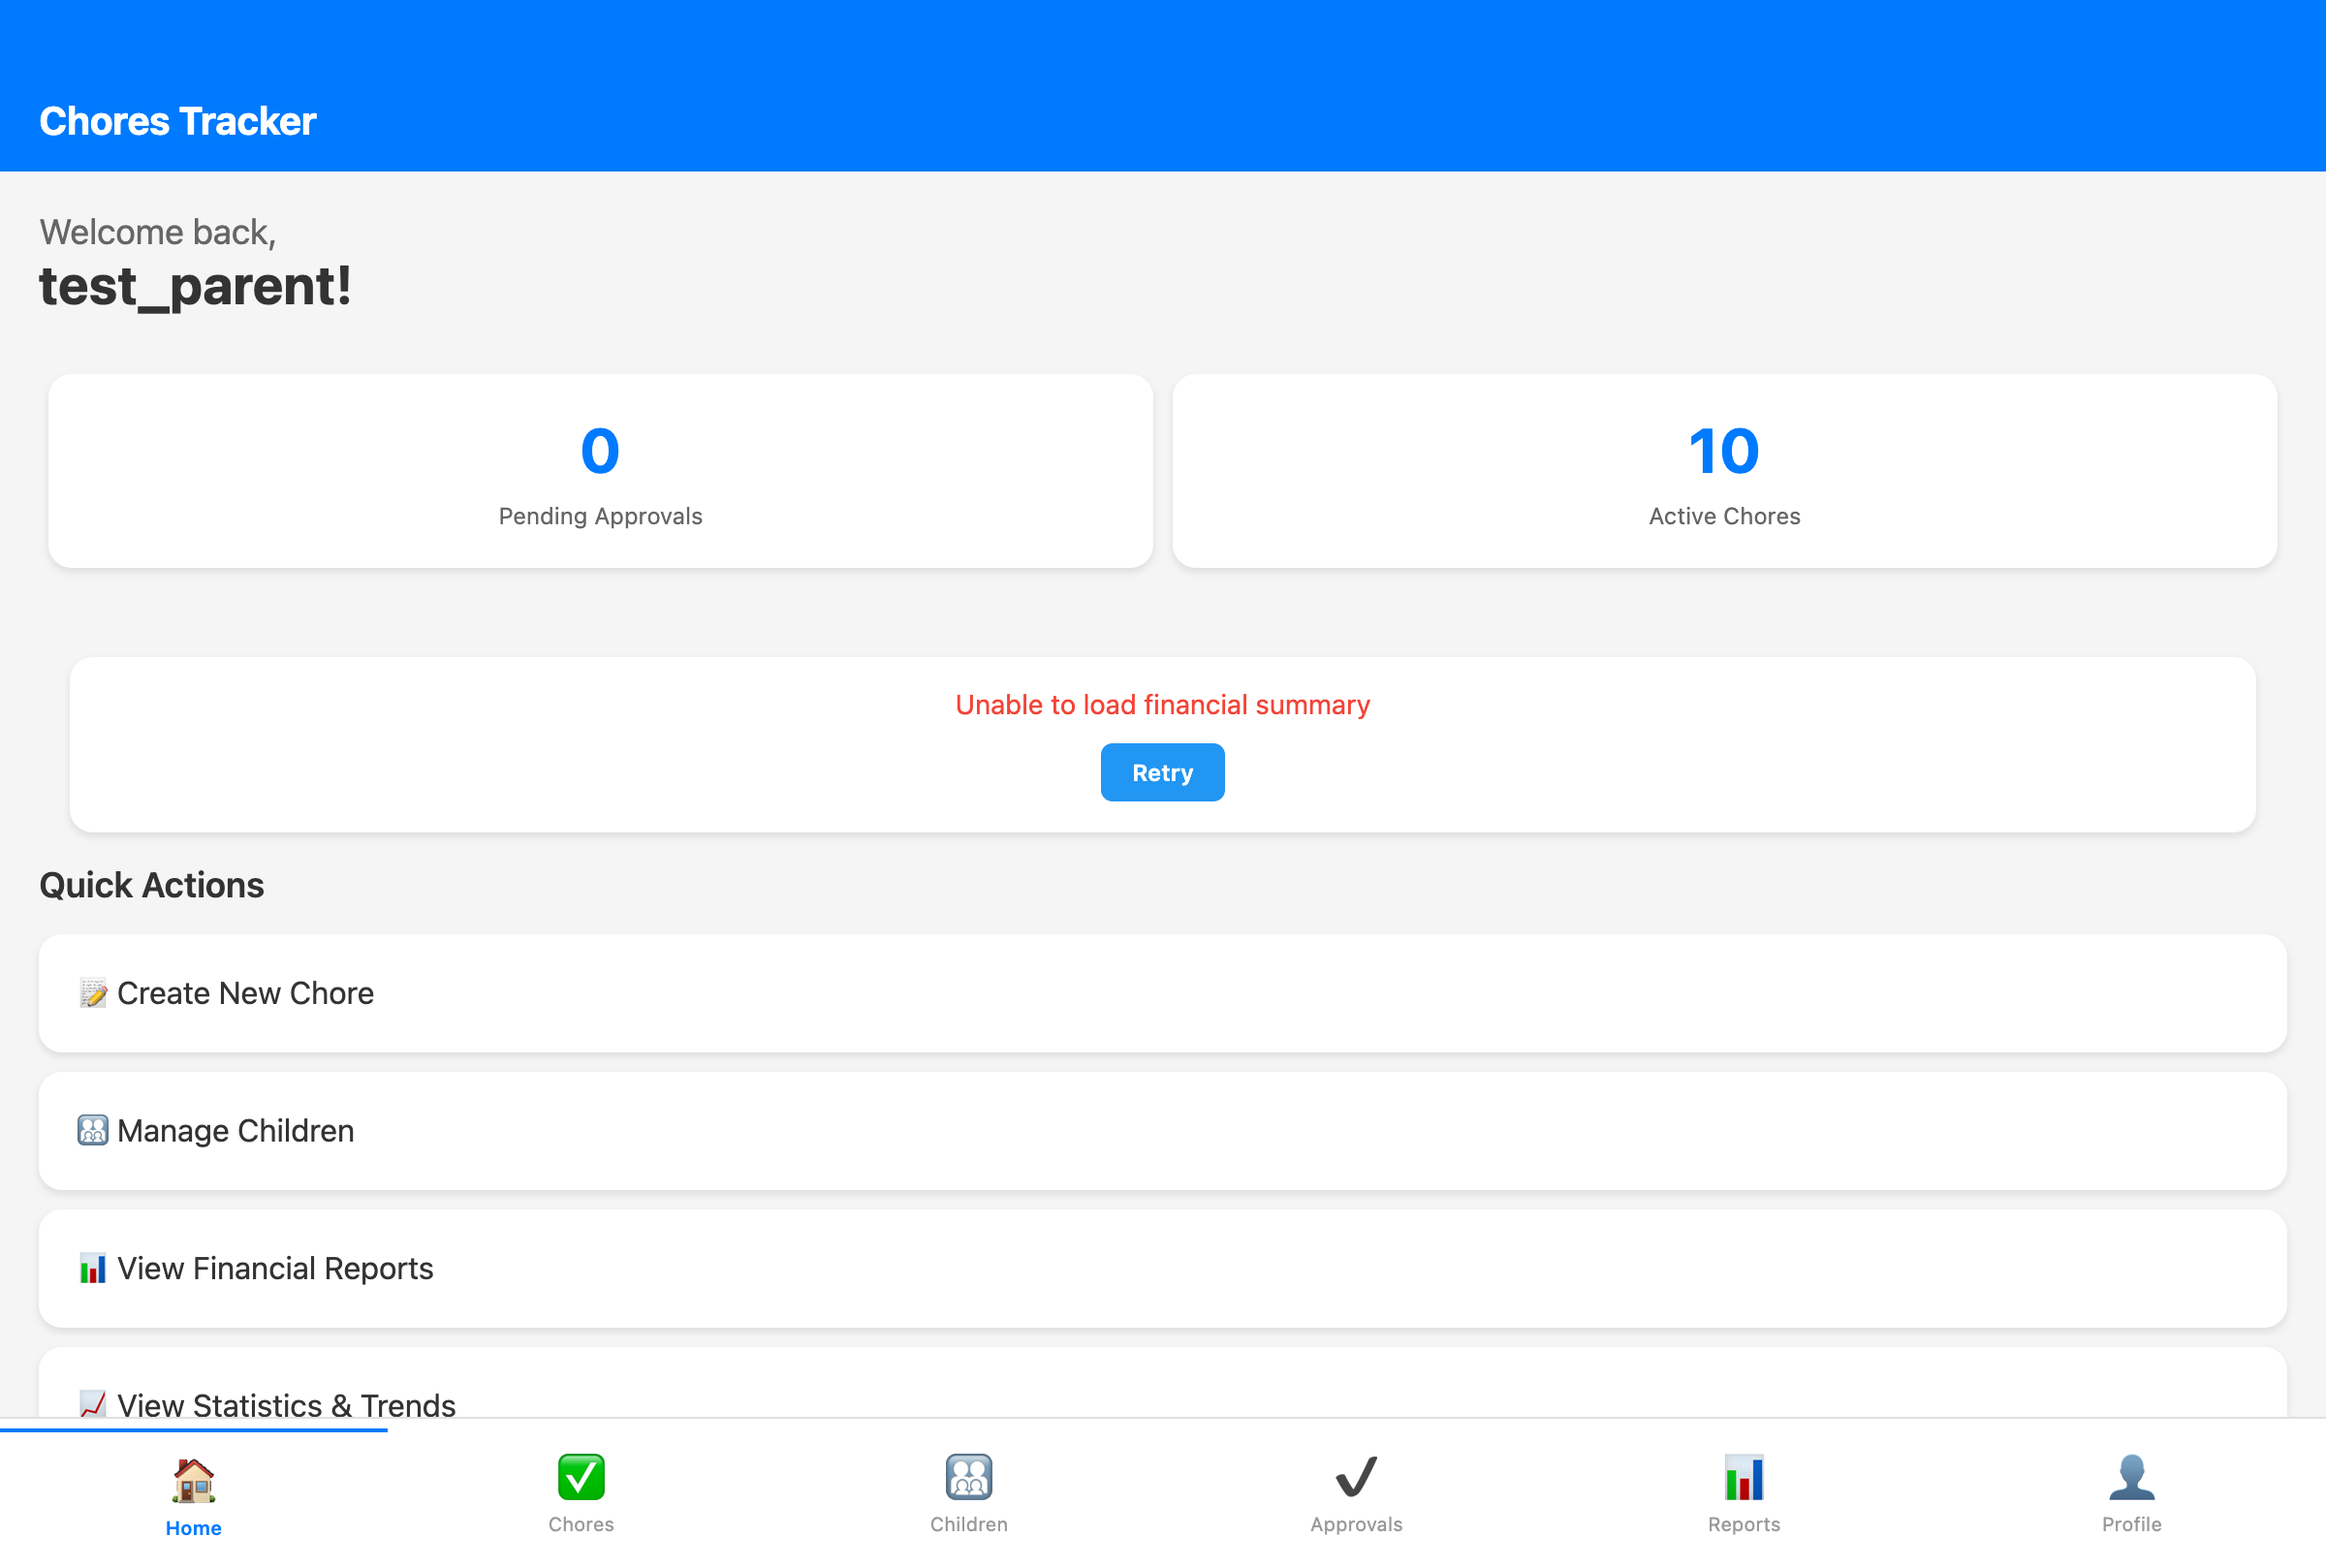 Chores Tracker
Welcome back,
test_parent!
0
Pending Approvals
10
Active Chores
Unable to load financial summary
Retry
Quick Actions
Create New Chore
Manage Children
View Financial Reports
View Statistics & Trends
Home
Chores
Children
Approvals
Reports
Profile